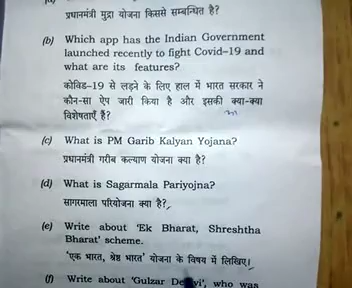 प्रधानमंत्री मुद्रा योजना किससे सम्बन्धित है?
(b) Which app has the Indian Government
launched recently to fight Covid-19 and
what are its features?
कोविड-19 से लड़ने के लिए हाल में भारत सरकार ने
कौन-सा ऐप जारी किया है और इसकी क्या-क्या
विशेषताएँ हैं?
(c) What is PM Garib Kalyan Yojana?
प्रधानमंत्री गरीब कल्याण योजना क्या है?
(d) What is Sagarmala Pariyojna?
सागरमाला परियोजना क्या है?
(e) Write about 'Ek Bharat, Shreshtha
Bharat' scheme.
'एक भारत, श्रेष्ठ भारत' योजना के विषय में लिखिए।
(f) Write about 'Gulzar who was